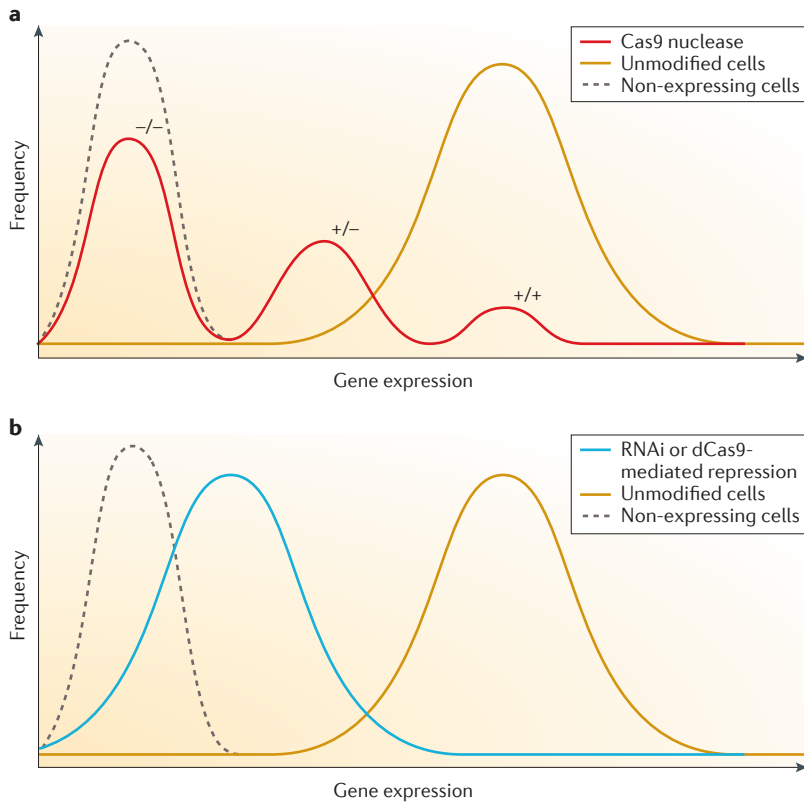 a
Cas9 nuclease
Unmodified cells
Non-expressing cells
–/–
+/–
+/+
Frequency
Gene expression
b
RNAi or dCas9-
mediated repression
Unmodified cells
Non-expressing cells
Frequency
Gene expression